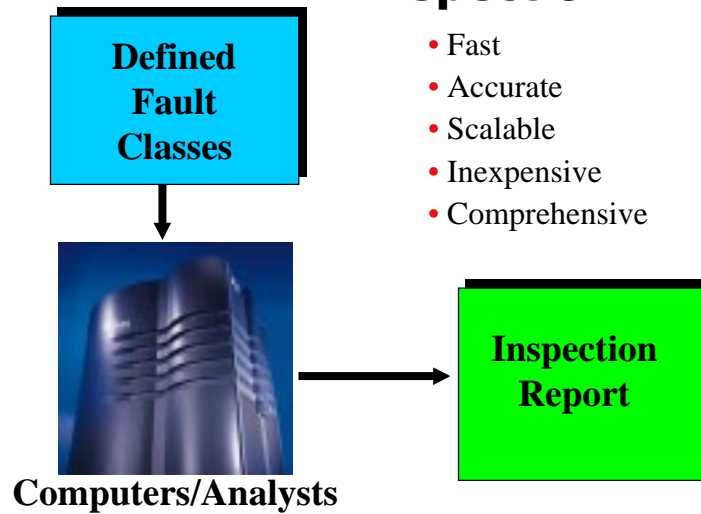 Defined
Fault
Classes
• Fast
• Accurate
• Scalable
• Inexpensive
• Comprehensive
Inspection
Report
Computers/Analysts